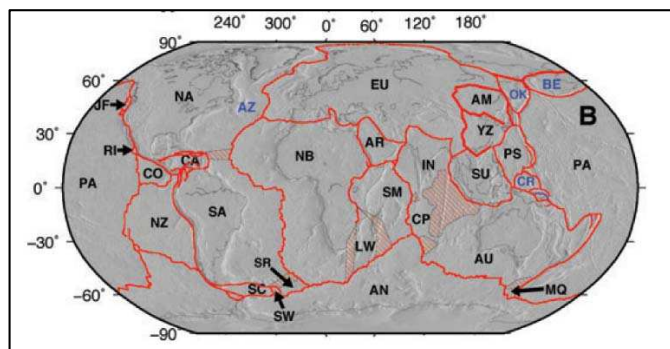 240° 300° 0° 60° 120° 180°
90°
60°
30°
0°
−30°
−60°
−90°
NA
EU
BE
OK
AM
JF
AZ
B
YZ
RI
AR
PS
CA
NB
IN
PA
CO
SU
CR
PA
SM
NZ
SA
CP
LW
AU
SR
SC
AN
MQ
SW